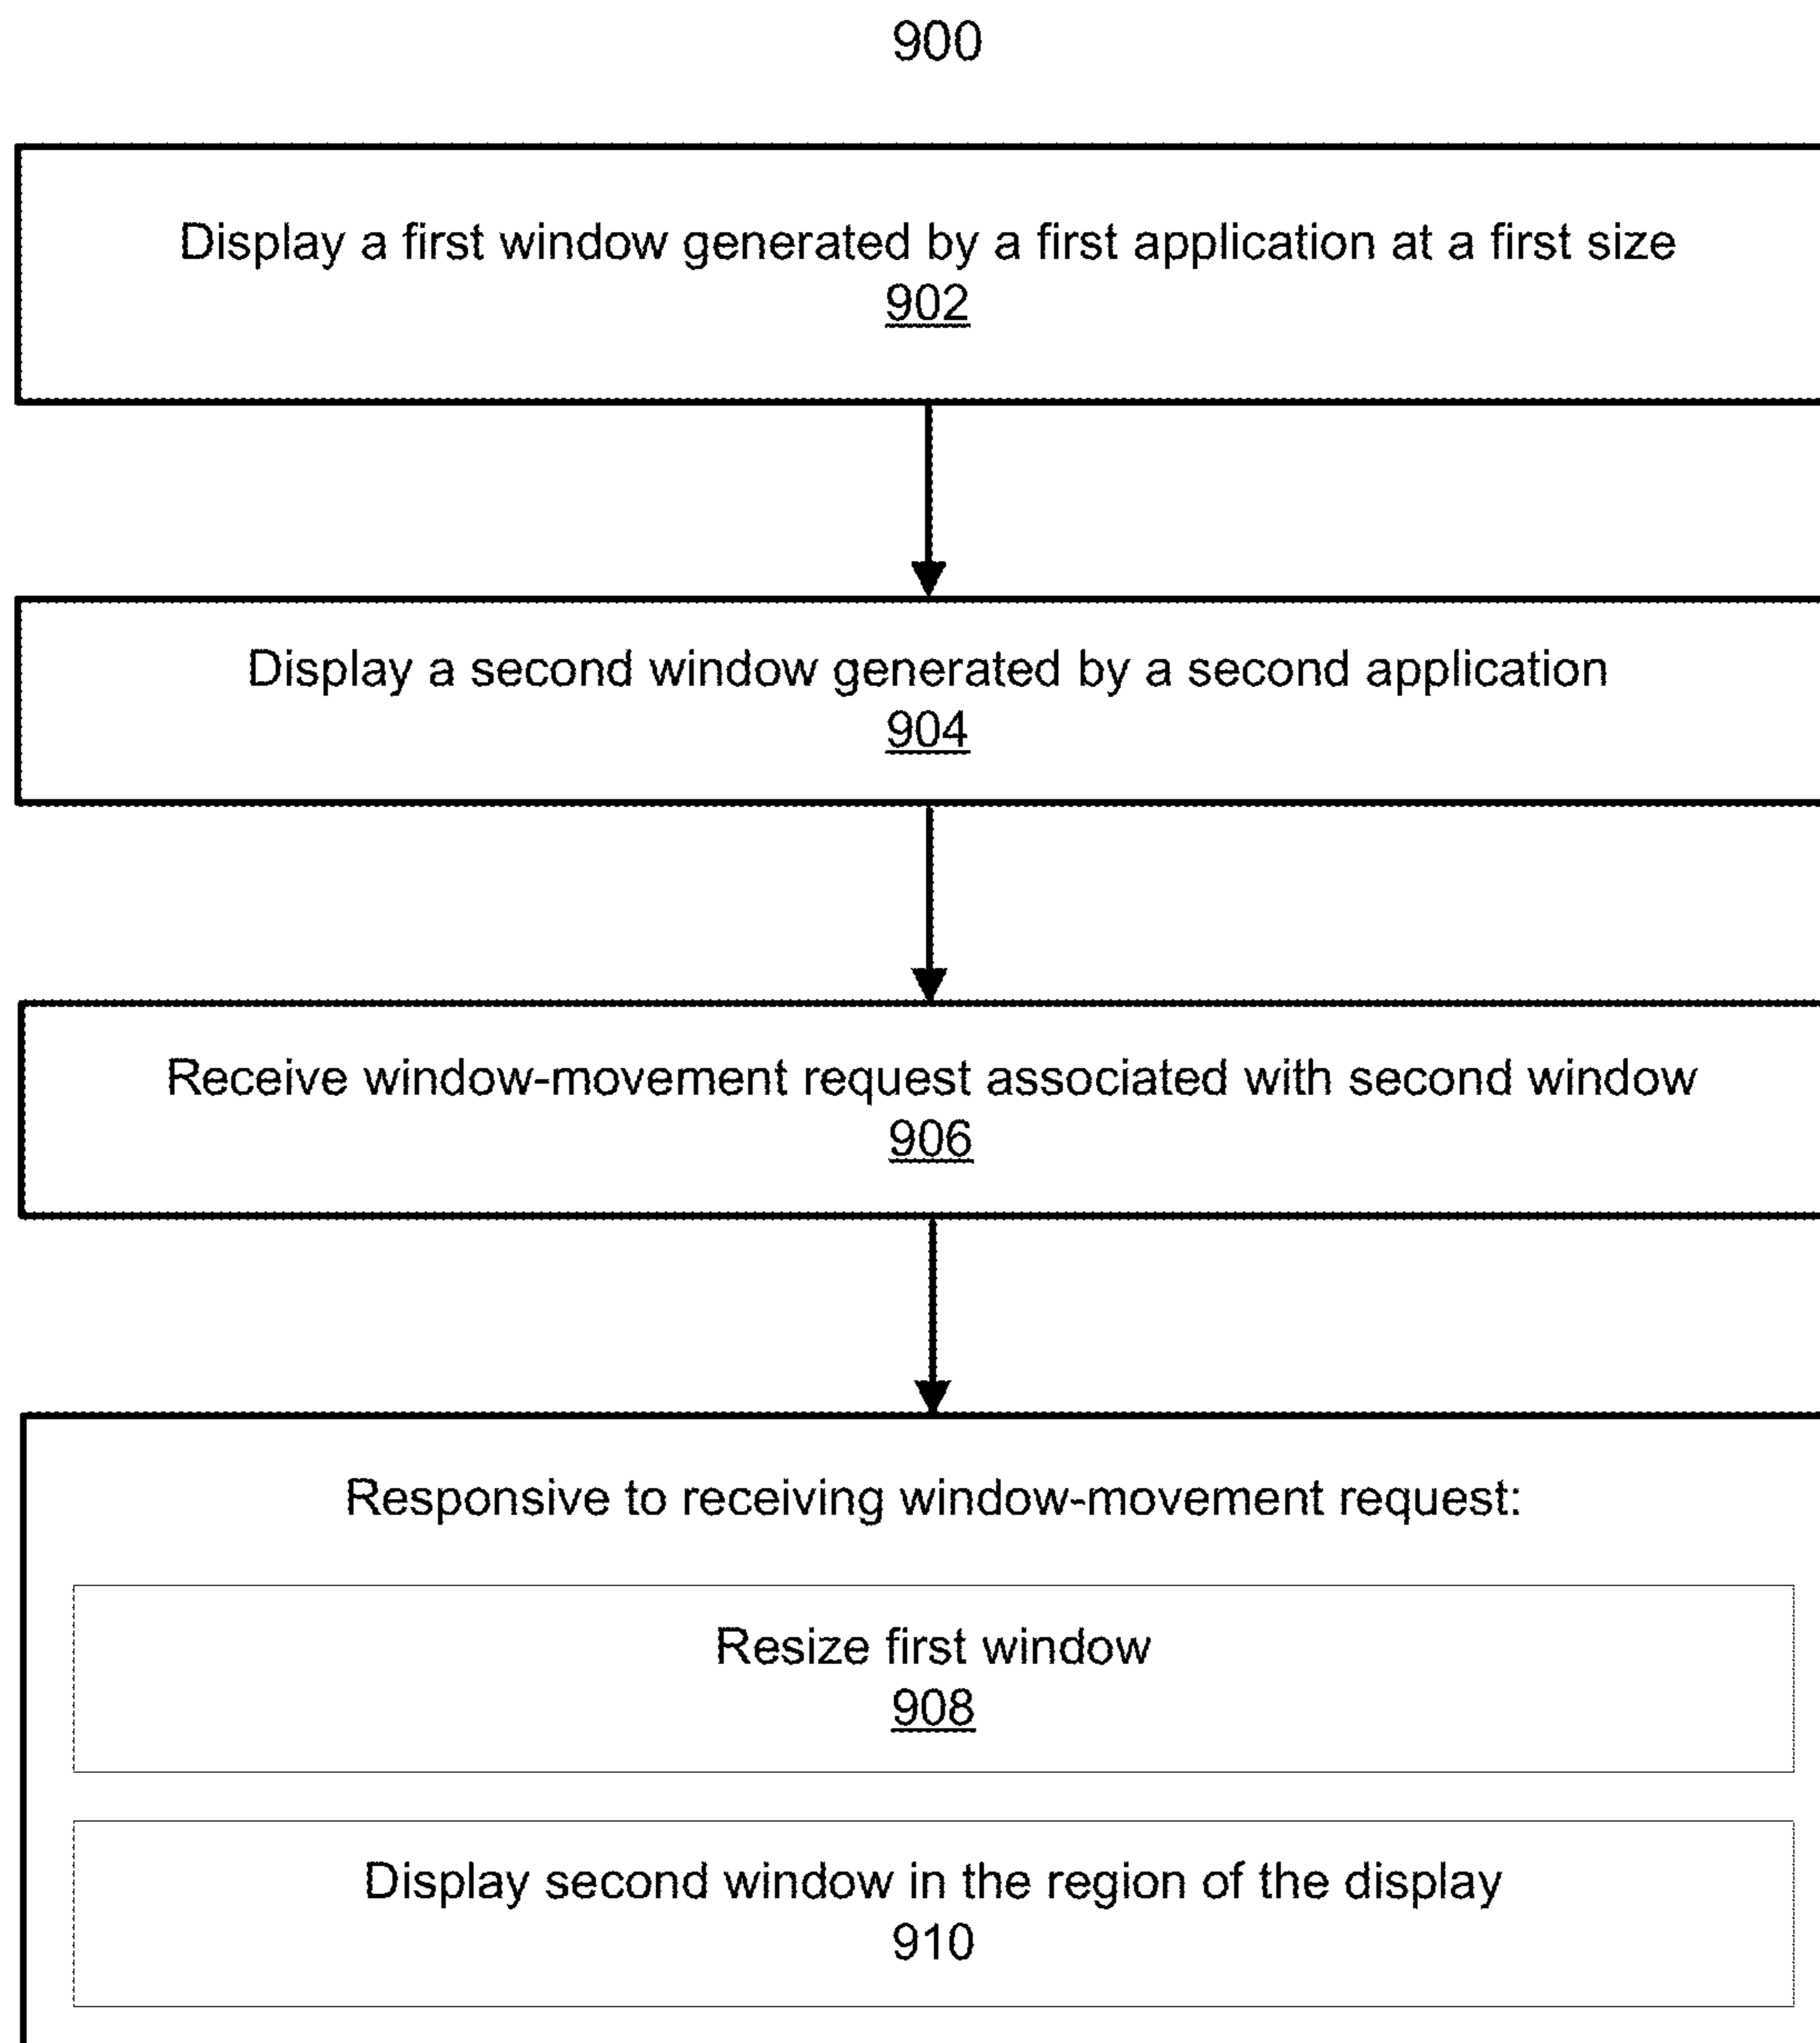 900
Display a first window generated by a first application at a first size
902
Display a second window generated by a second application
904
Receive window-movement request associated with second window
906
Responsive to receiving window-movement request:
Resize first window
908
Display second window in the region of the display
910